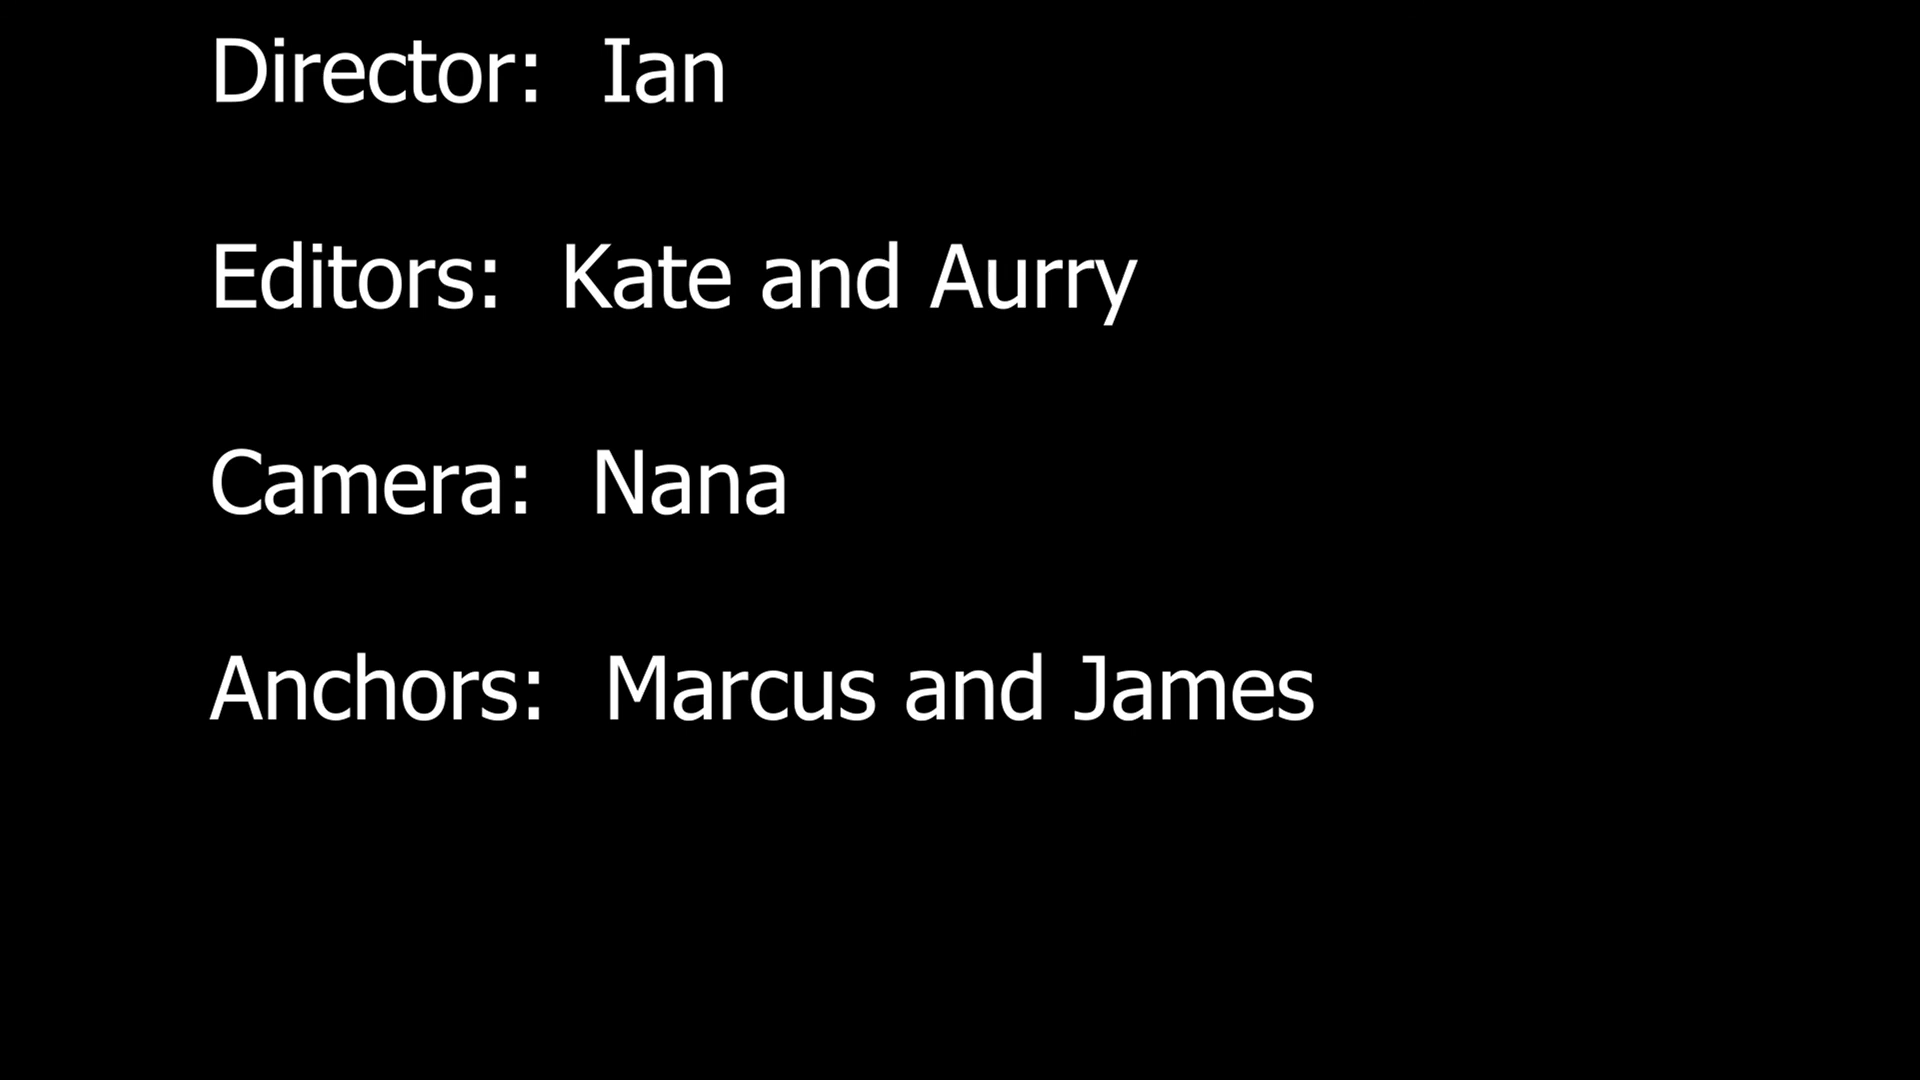 Director:  Ian
Editors:  Kate and Aurry
Camera:  Nana
Anchors:  Marcus and James